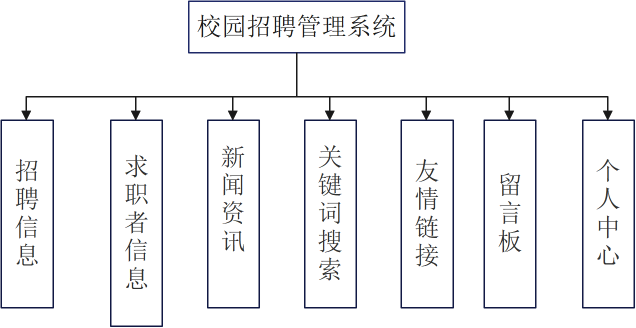 校园招聘管理系统
招聘信息
求职者信息
新闻资讯
关键词搜索
友情链接
留言板
个人中心